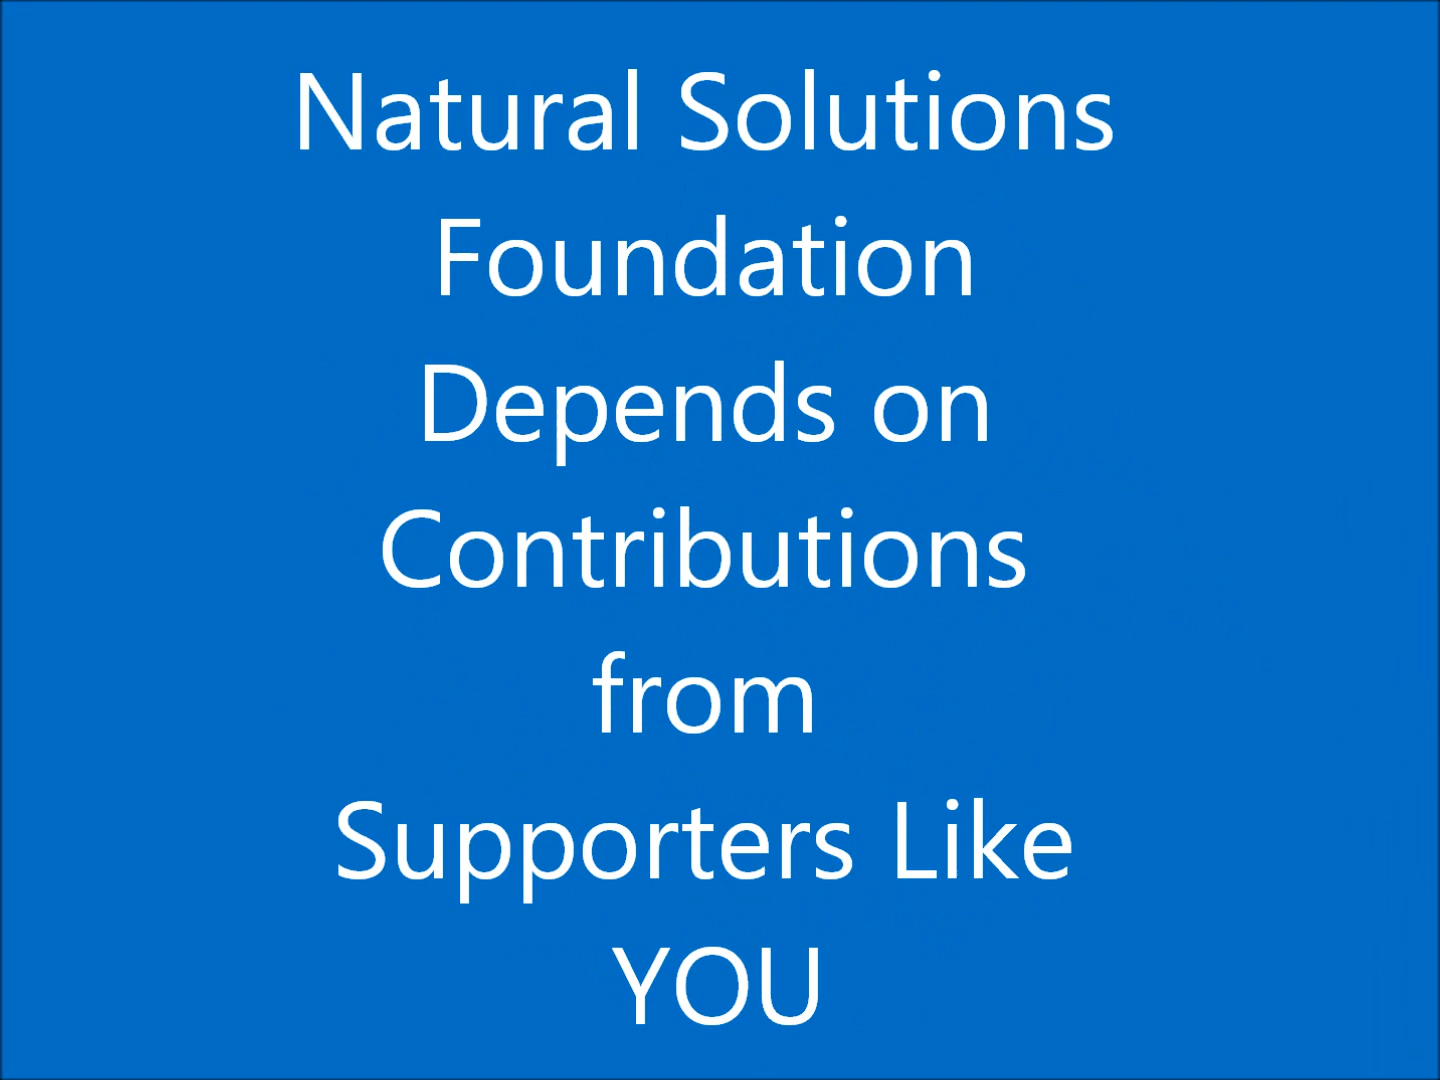 Natural Solutions
Foundation
Depends on
Contributions
from
Supporters Like
YOU